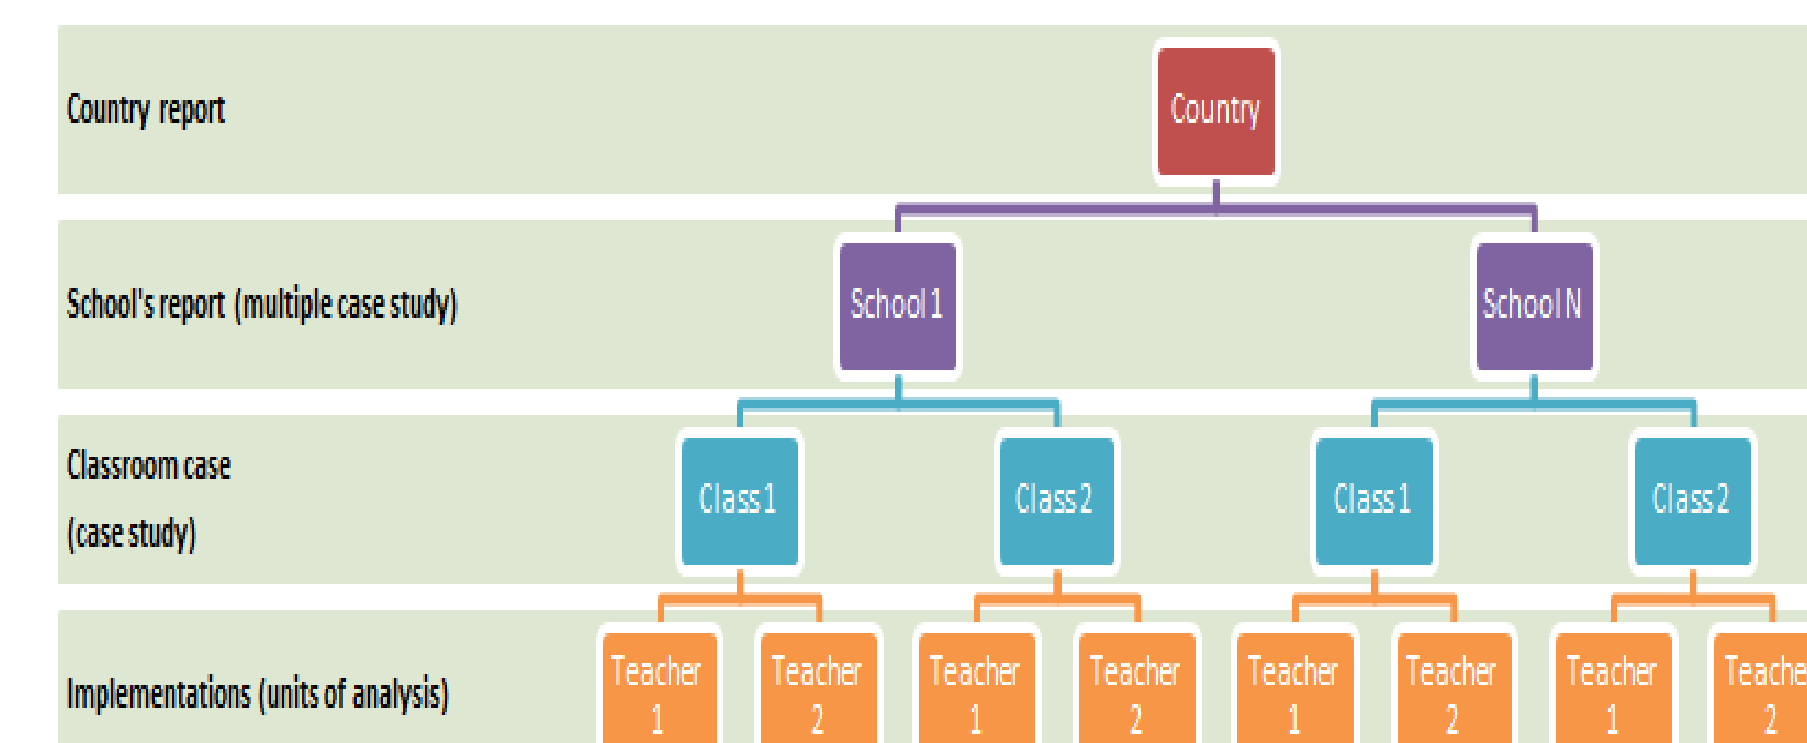 Country report
Country
School's report (multiple case study)
School 1
School N
Classroom case
(case study)
Class 1
Class 2
Class 1
Class 2
Implementations (units of analysis)
Teacher
1
Teacher
2
Teacher
1
Teacher
2
Teacher
1
Teacher
2
Teacher
1
Teache
2